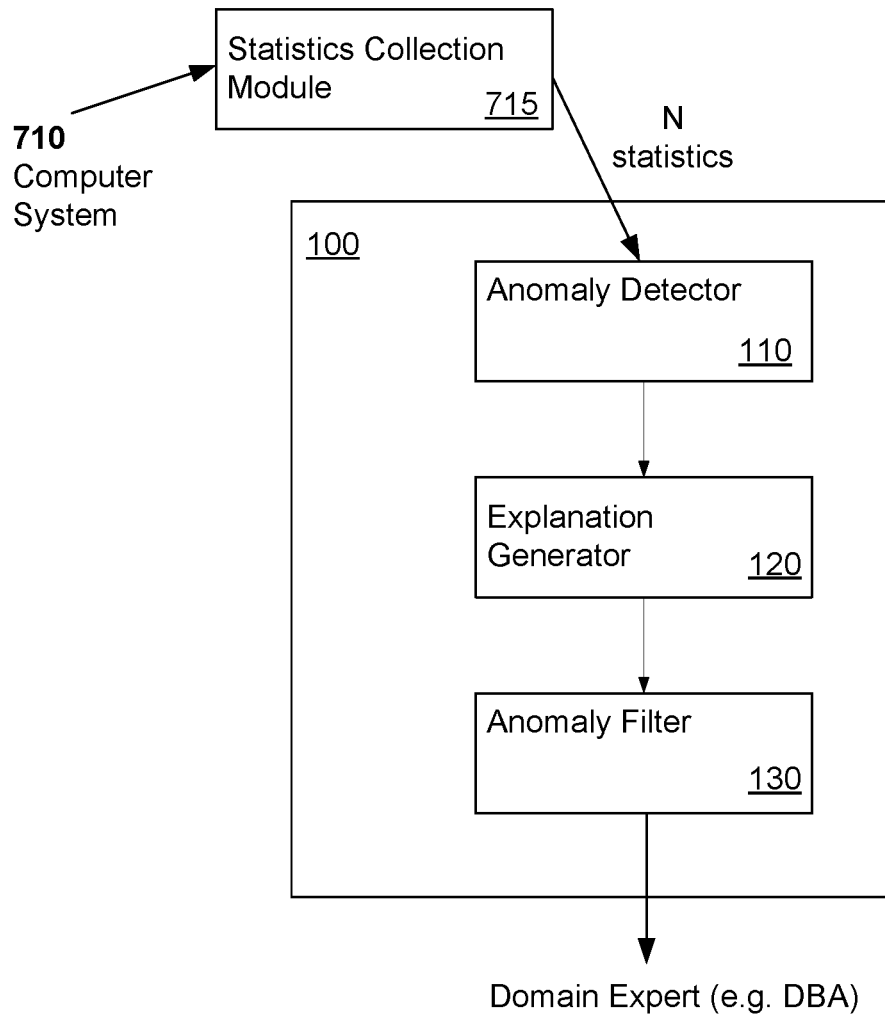 Statistics Collection
Module
715
710
Computer
System
N
statistics
100
Anomaly Detector
110
Explanation
Generator
120
Anomaly Filter
130
Domain Expert (e.g. DBA)